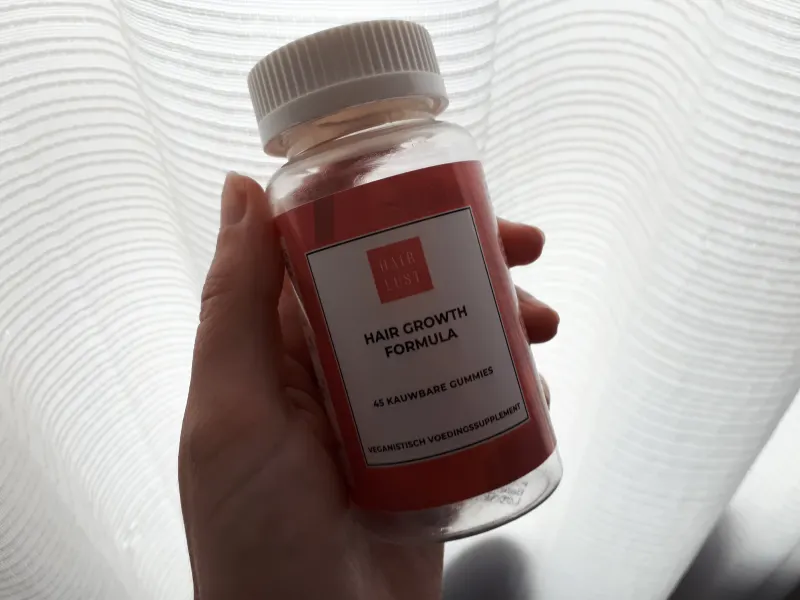 HAIR
LUST
HAIR GROWTH
FORMULA
45 KAUWBARE GUMMIES
VEGANISTISCH VOEDINGSSUPPLEMENT